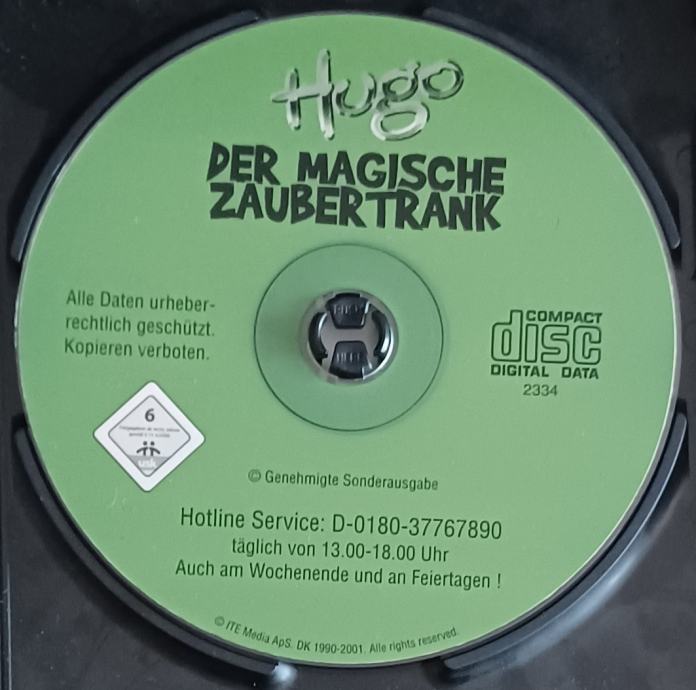 Hugo
DER MAGISCHE
ZAUBERTRANK
Alle Daten urheber-
rechtlich geschützt.
Kopieren verboten.
COMPACT
disc
DIGITAL DATA
2334
6
usk
© Genehmigte Sonderausgabe
Hotline Service: D-0180-37767890
täglich von 13.00-18.00 Uhr
Auch am Wochenende und an Feiertagen !
© ITE Media ApS. DK 1990-2001. Alle rights reserved.